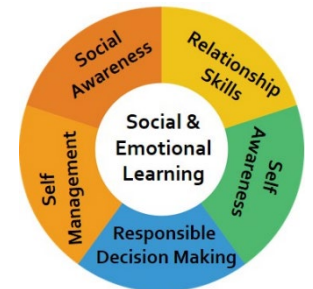 Social
Awareness
Relationship
Skills
Self
Awareness
Responsible
Decision Making
Self
Management
Social &
Emotional
Learning